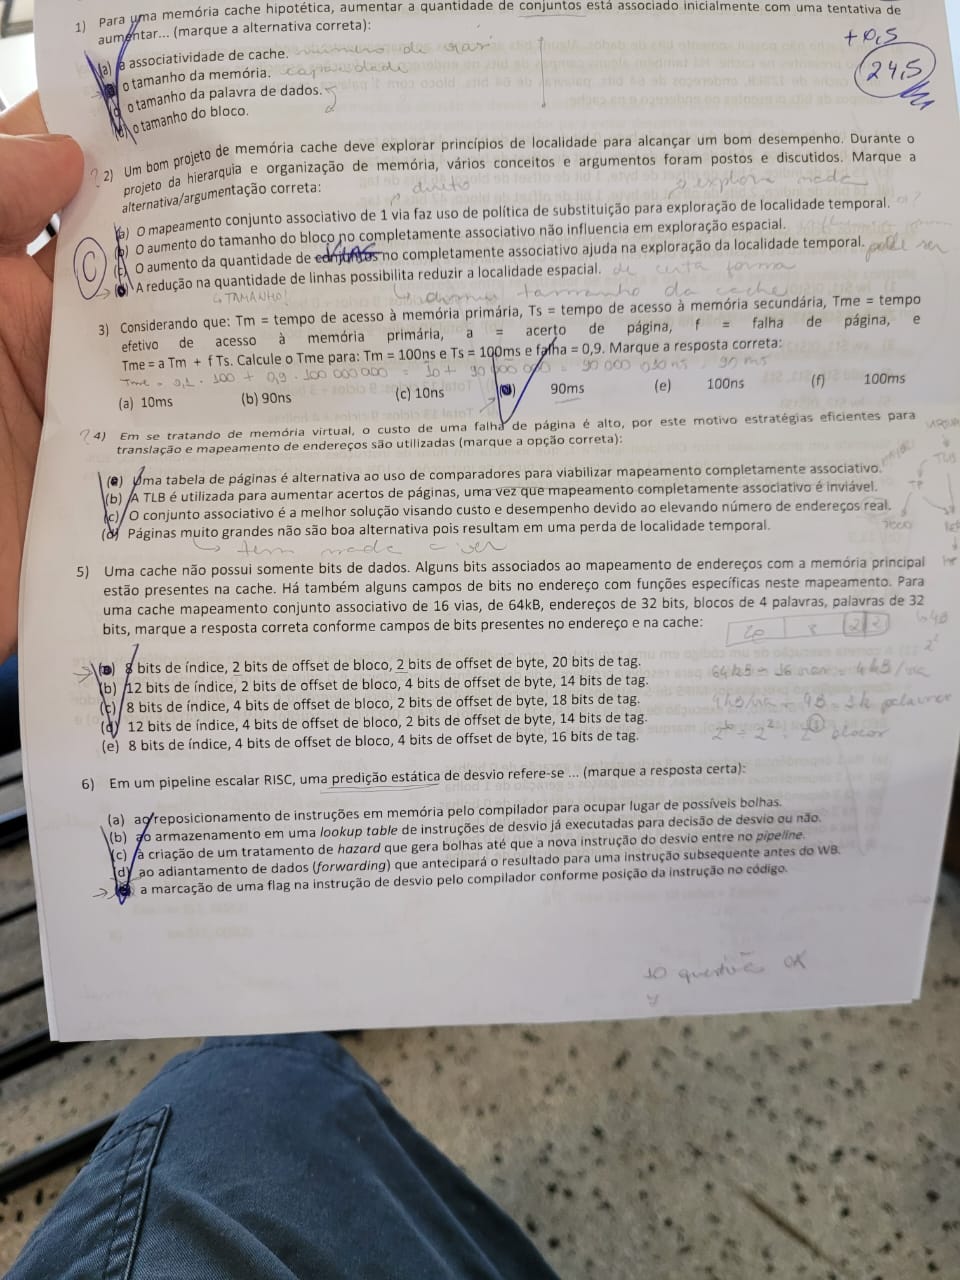 1) Para uma memória cache hipotética, aumentar a quantidade de conjuntos está associado inicialmente com uma tentativa de
aumentar... (marque a alternativa correta):
+0,5
24,5
(a) a associatividade de cache.
o tamanho da memória. capacidade
o tamanho da palavra de dados.
(d) o tamanho do bloco.
? 2) Um bom projeto de memória cache deve explorar princípios de localidade para alcançar um bom desempenho. Durante o
projeto da hierarquia e organização de memória, vários conceitos e argumentos foram postos e discutidos. Marque a
alternativa/argumentação correta:
direto
explora nada
(a) O mapeamento conjunto associativo de 1 via faz uso de política de substituição para exploração de localidade temporal.
(b) O aumento do tamanho do bloco no completamente associativo não influencia em exploração espacial.
C
(c) O aumento da quantidade de conjuntos no completamente associativo ajuda na exploração da localidade temporal. pode ser
A redução na quantidade de linhas possibilita reduzir a localidade espacial. de certa forma
TAMANHO!
tamanho da cache
3) Considerando que: Tm = tempo de acesso à memória primária, Ts = tempo de acesso à memória secundária, Tme = tempo
efetivo de acesso à memória primária, a = acerto de página, f = falha de página, e
Tme = a Tm + f Ts. Calcule o Tme para: Tm = 100ns e Ts = 100ms e falha = 0,9. Marque a resposta correta:
Tme = 0,1 . 100 + 0,9 . 100 000 000 = 10 + 90 000 000 = 90 000 010 ns = 90 ms
(a) 10ms (b) 90ns (c) 10ns 90ms (e) 100ns (f) 100ms
? 4) Em se tratando de memória virtual, o custo de uma falha de página é alto, por este motivo estratégias eficientes para
translação e mapeamento de endereços são utilizadas (marque a opção correta):
Uma tabela de páginas é alternativa ao uso de comparadores para viabilizar mapeamento completamente associativo.
(b) A TLB é utilizada para aumentar acertos de páginas, uma vez que mapeamento completamente associativo é inviável.
(c) O conjunto associativo é a melhor solução visando custo e desempenho devido ao elevando número de endereços real.
(d) Páginas muito grandes não são boa alternativa pois resultam em uma perda de localidade temporal.
tem nada a ver
5) Uma cache não possui somente bits de dados. Alguns bits associados ao mapeamento de endereços com a memória principal
estão presentes na cache. Há também alguns campos de bits no endereço com funções específicas neste mapeamento. Para
uma cache mapeamento conjunto associativo de 16 vias, de 64kB, endereços de 32 bits, blocos de 4 palavras, palavras de 32
bits, marque a resposta correta conforme campos de bits presentes no endereço e na cache:
20 8 2 2
(a) 8 bits de índice, 2 bits de offset de bloco, 2 bits de offset de byte, 20 bits de tag.
(b) 12 bits de índice, 2 bits de offset de bloco, 4 bits de offset de byte, 14 bits de tag.
(c) 8 bits de índice, 4 bits de offset de bloco, 2 bits de offset de byte, 18 bits de tag.
(d) 12 bits de índice, 4 bits de offset de bloco, 2 bits de offset de byte, 14 bits de tag.
(e) 8 bits de índice, 4 bits de offset de bloco, 4 bits de offset de byte, 16 bits de tag.
6) Em um pipeline escalar RISC, uma predição estática de desvio refere-se ... (marque a resposta certa):
(a) ao reposicionamento de instruções em memória pelo compilador para ocupar lugar de possíveis bolhas.
(b) ao armazenamento em uma lookup table de instruções de desvio já executadas para decisão de desvio ou não.
(c) à criação de um tratamento de hazard que gera bolhas até que a nova instrução do desvio entre no pipeline.
(d) ao adiantamento de dados (forwarding) que antecipará o resultado para uma instrução subsequente antes do WB.
a marcação de uma flag na instrução de desvio pelo compilador conforme posição da instrução no código.
10 questão OK